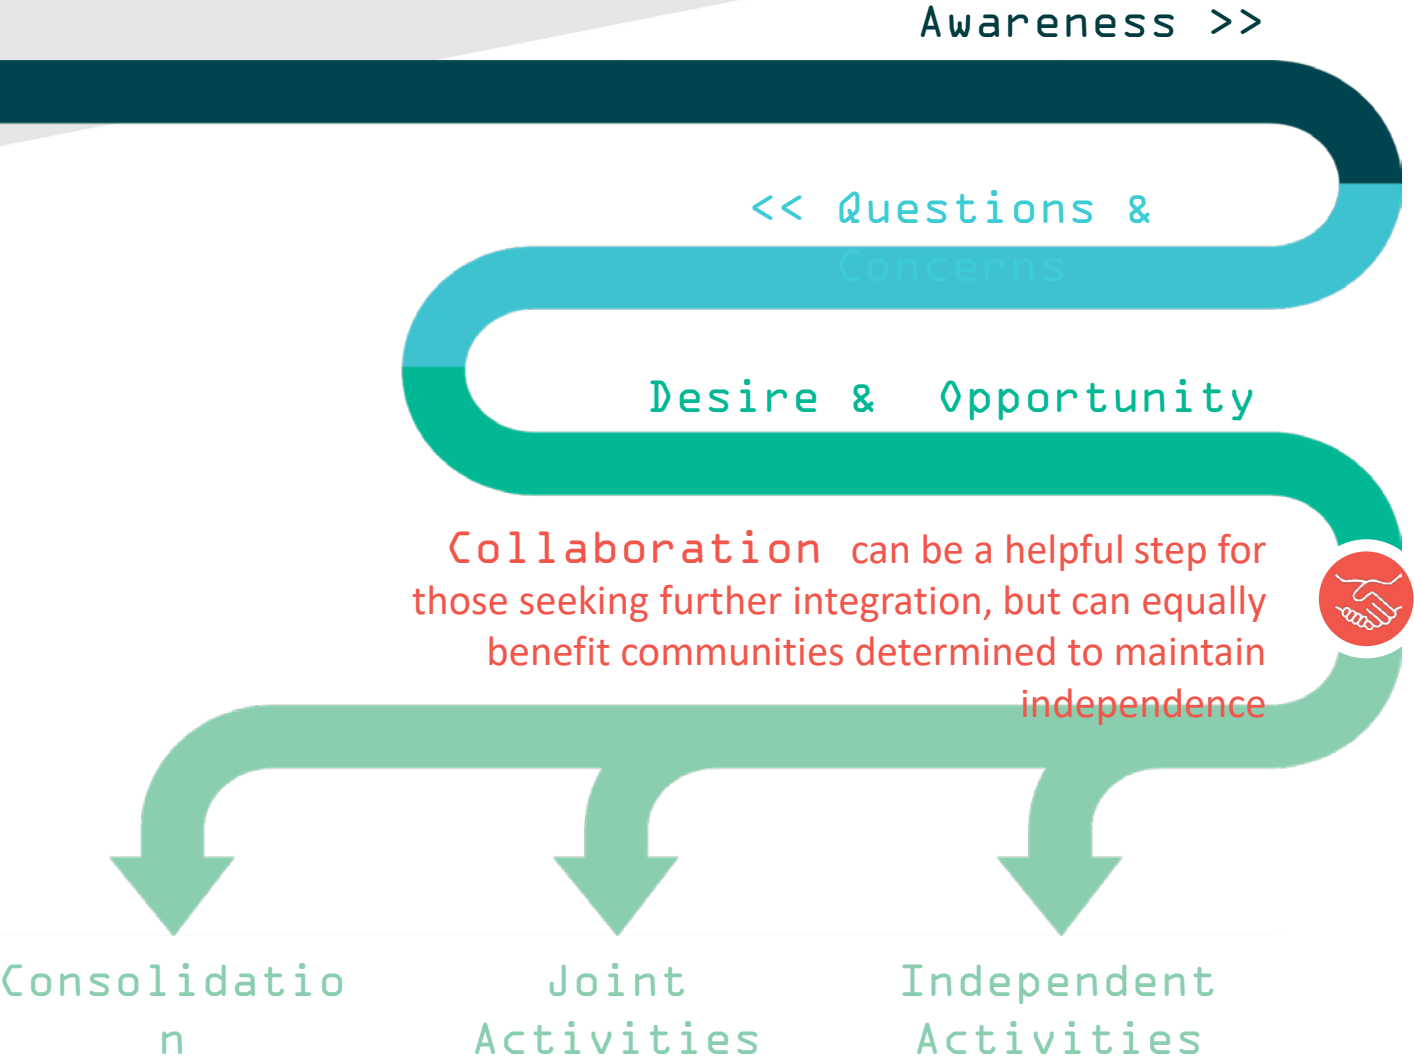 Awareness >>
<< Questions &
Concerns
Desire & Opportunity
Collaboration can be a helpful step for
those seeking further integration, but can equally
benefit communities determined to maintain
independence
Consolidatio
n
Joint
Activities
Independent
Activities